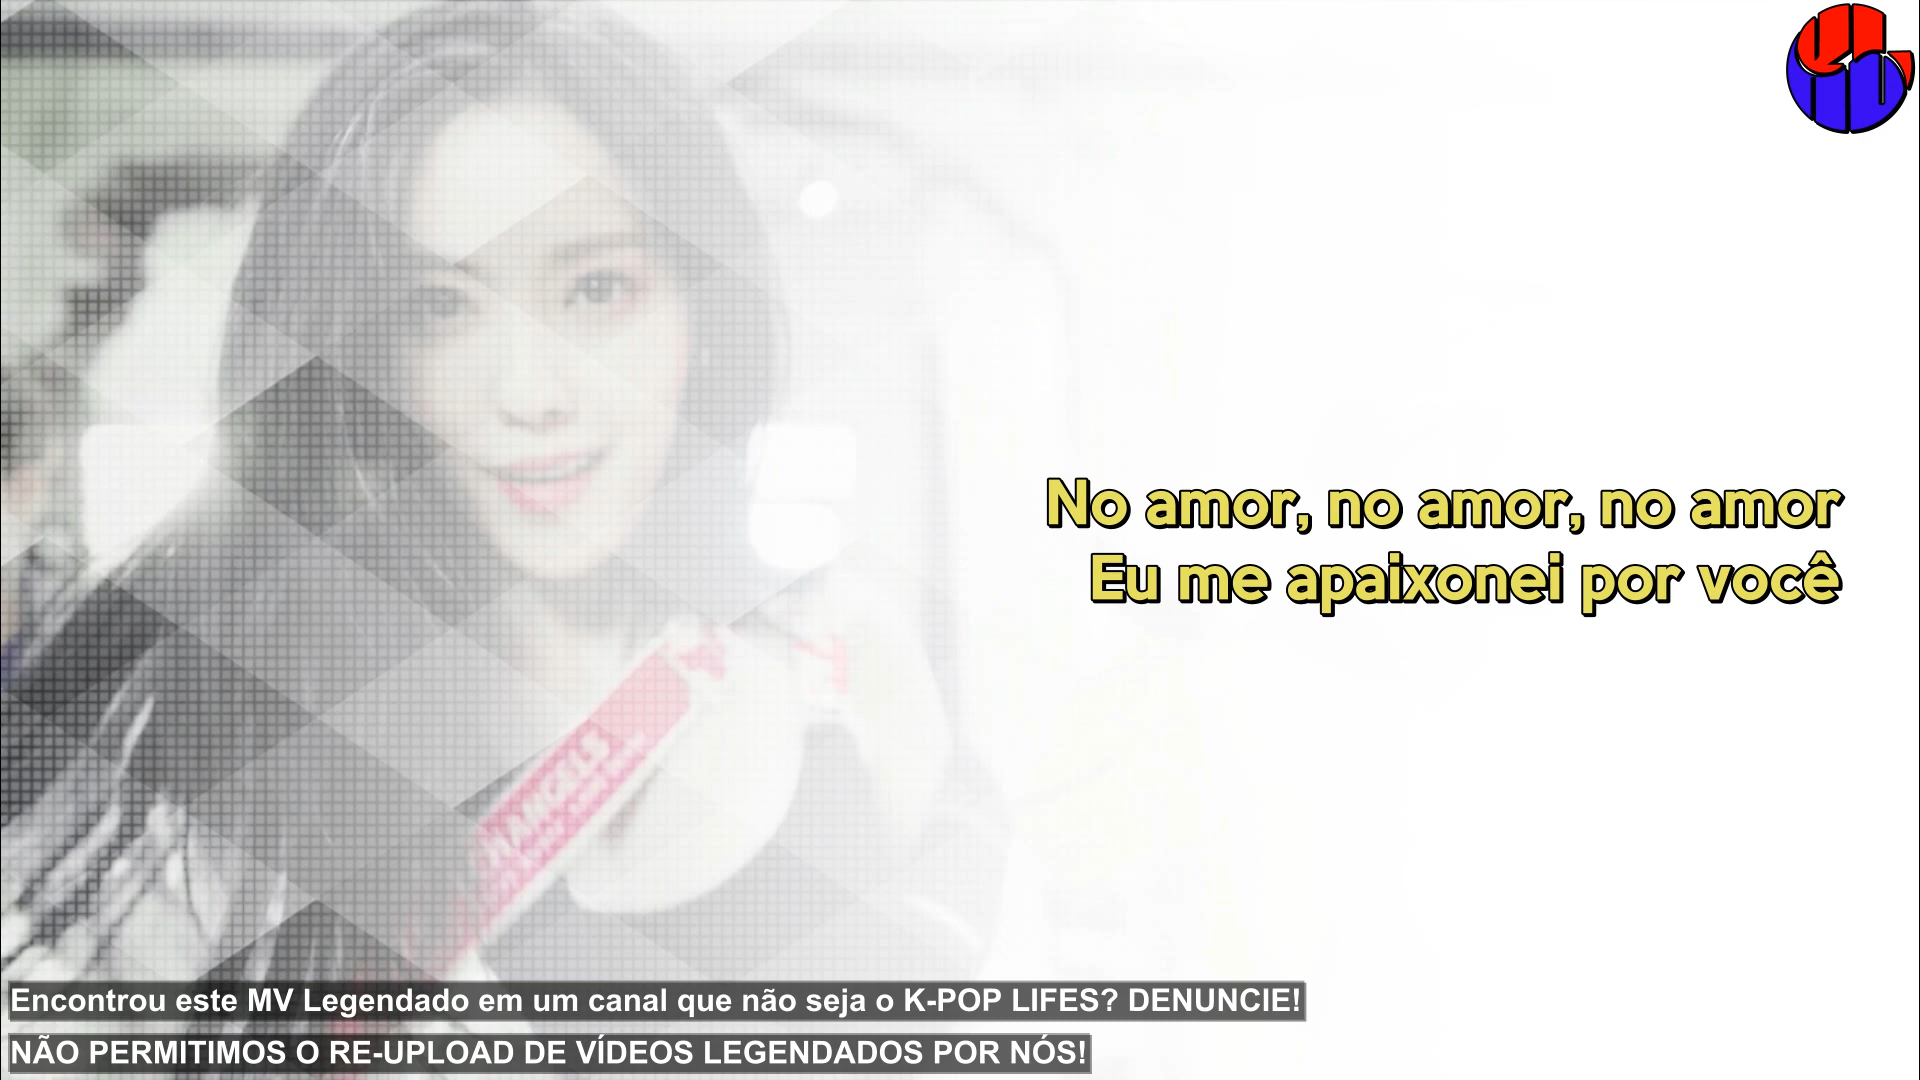 No amor, no amor, no amor
Eu me apaixonei por você
ANGELS
Encontrou este MV Legendado em um canal que não seja o K-POP LIFES? DENUNCIE!
NÃO PERMITIMOS O RE-UPLOAD DE VÍDEOS LEGENDADOS POR NÓS!